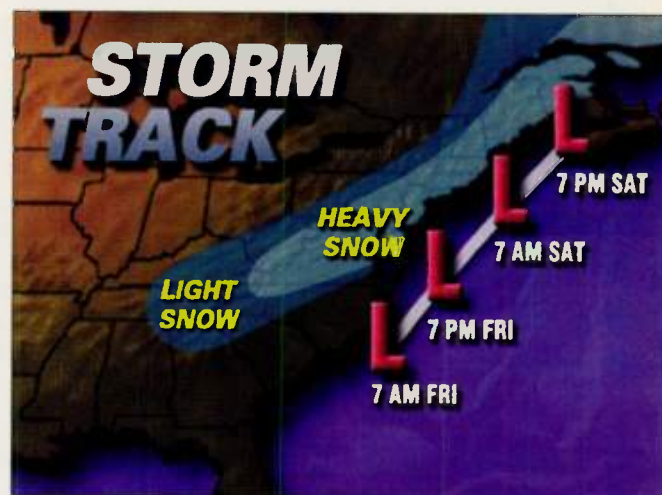 STORM
TRACK
HEAVY
SNOW
LIGHT
SNOW
L
7 PM SAT
L
7 AM SAT
L
7 PM FRI
L
7 AM FRI